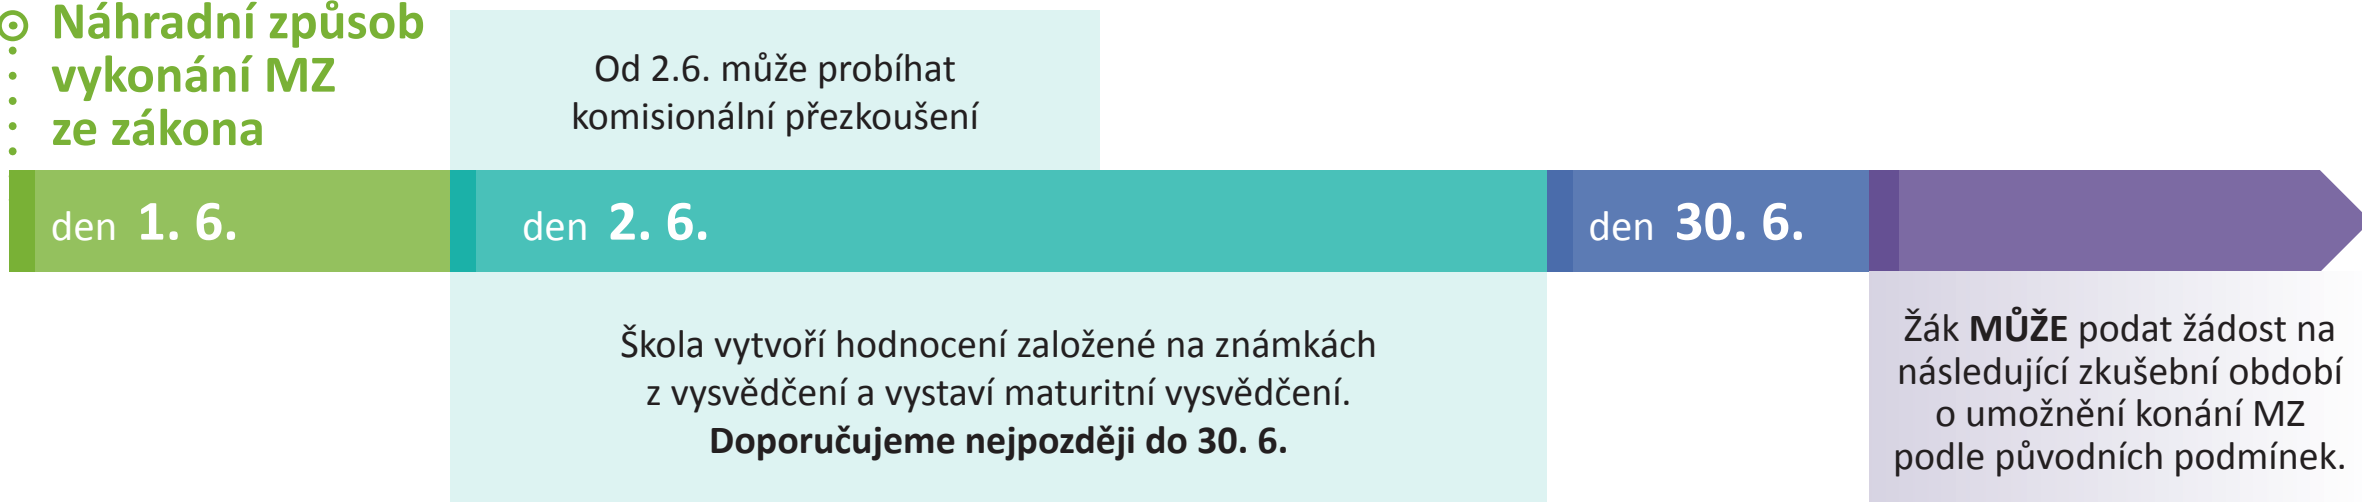 Náhradní způsob
vykonání MZ
ze zákona
Od 2.6. může probíhat
komisionální přezkoušení
den 1. 6.
den 2. 6.
den 30. 6.
Škola vytvoří hodnocení založené na známkách
z vysvědčení a vystaví maturitní vysvědčení.
Doporučujeme nejpozději do 30. 6.
Žák MŮŽE podat žádost na
následující zkušební období
o umožnění konání MZ
podle původních podmínek.